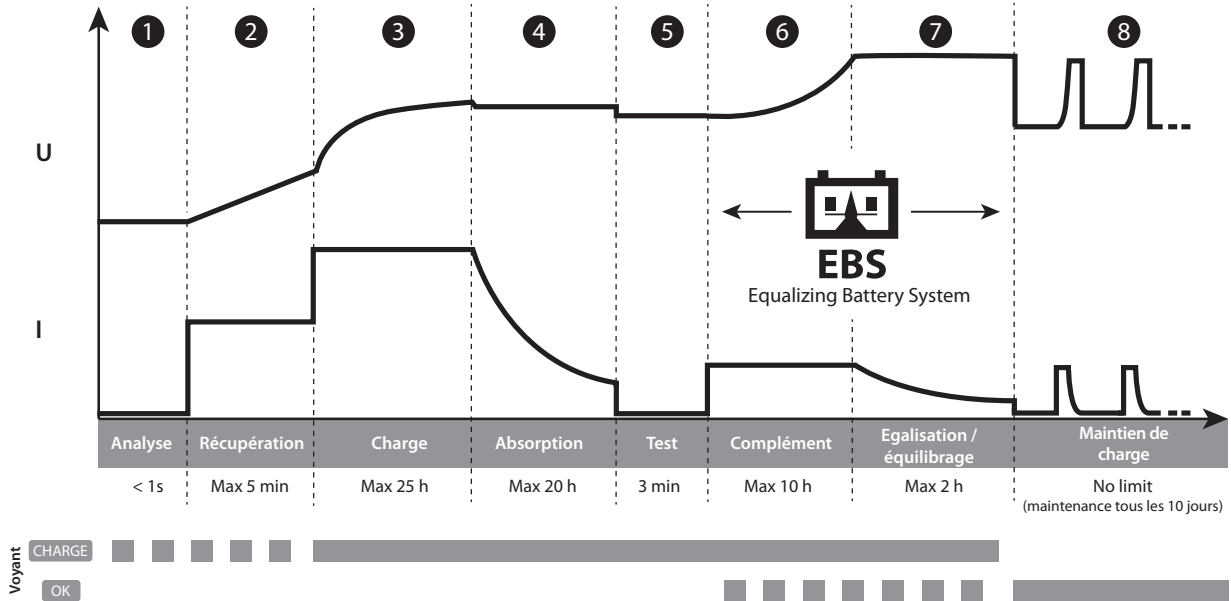 1 2 3 4 5 6 7 8
U
EBS
Equalizing Battery System
I
Analyse Récupération Charge Absorption Test Complément Egalisation / équilibrage Maintien de charge
< 1s Max 5 min Max 25 h Max 20 h 3 min Max 10 h Max 2 h No limit
(maintenance tous les 10 jours)
Voyant
CHARGE
OK